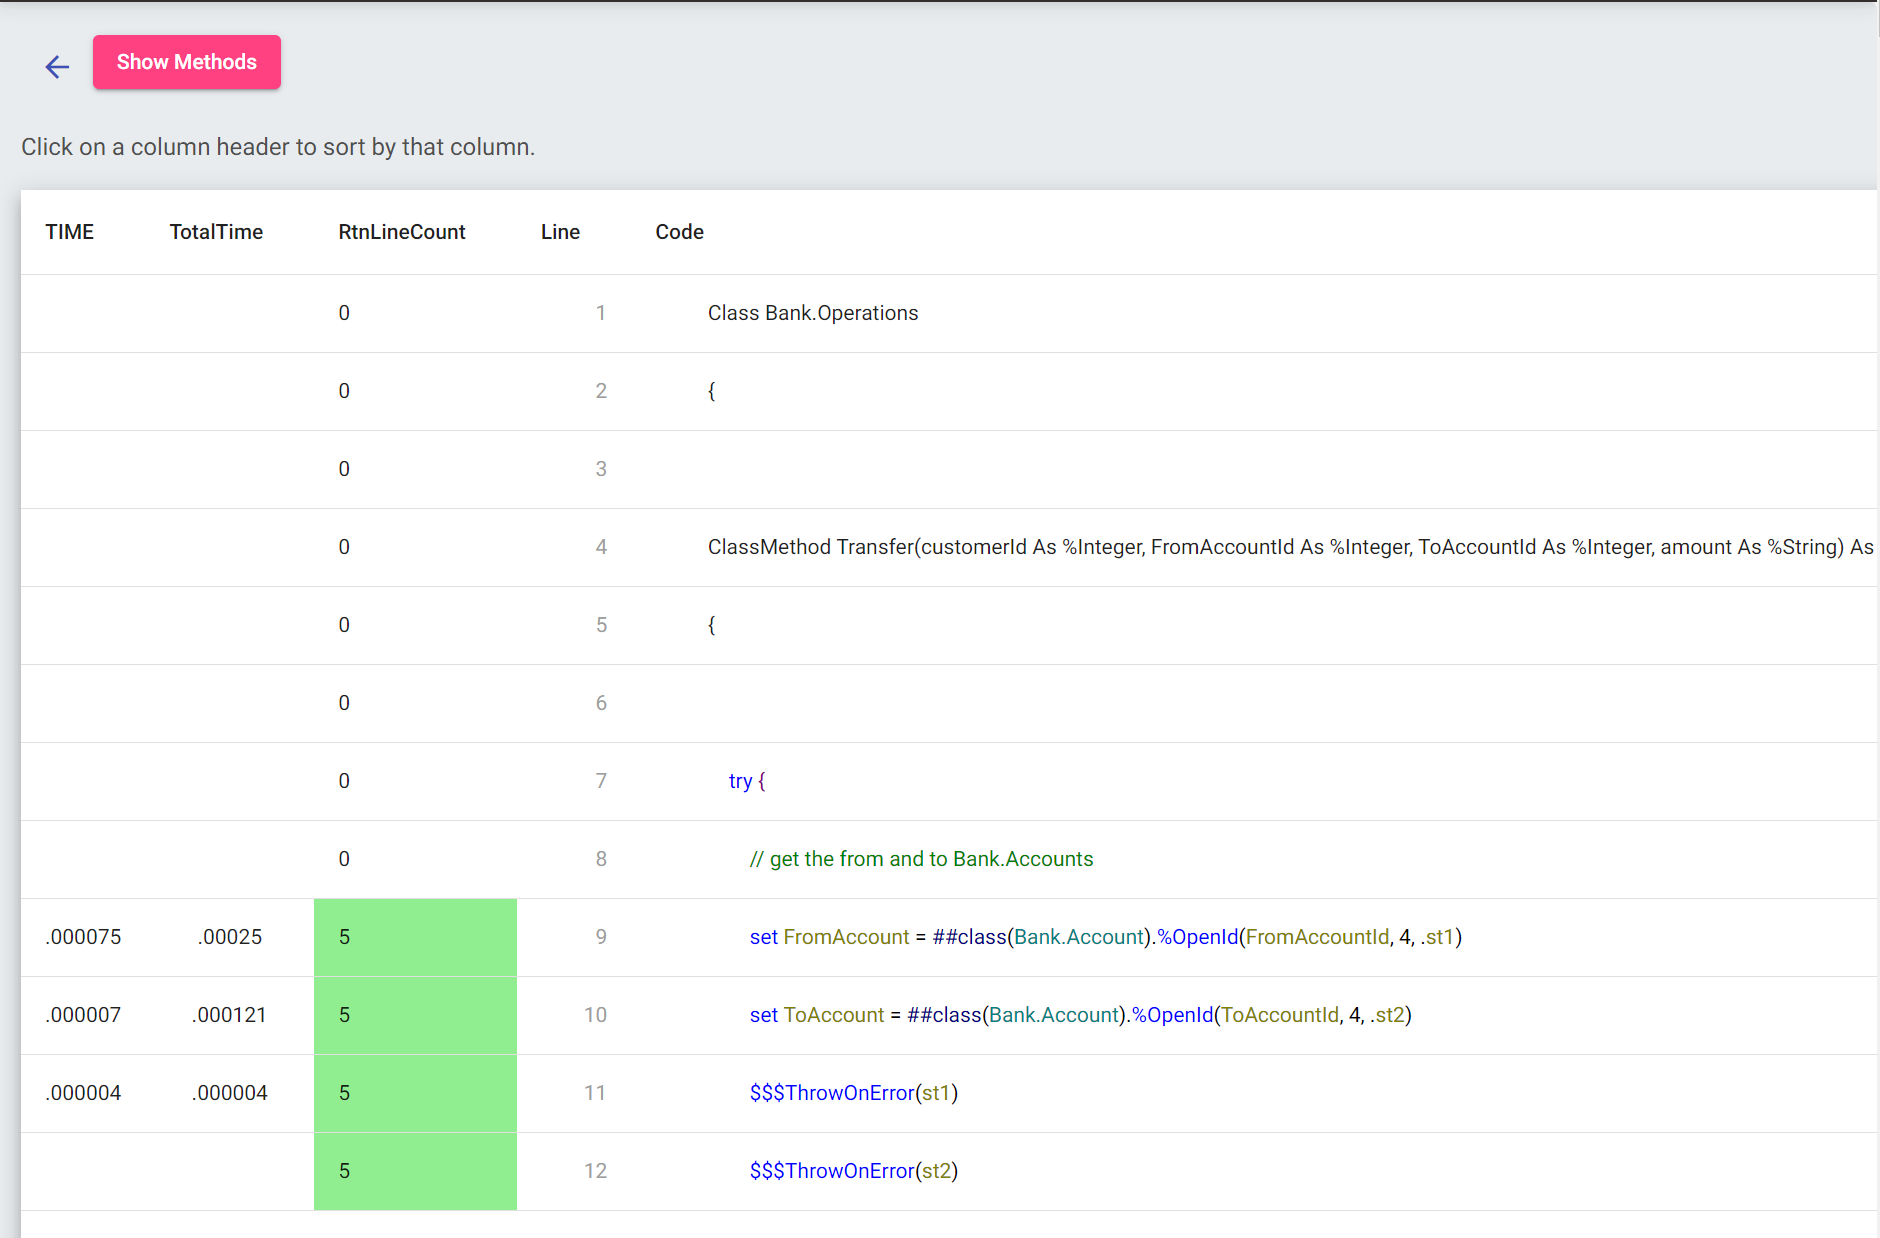 Show Methods
Click on a column header to sort by that column.
TIME TotalTime RtnLineCount Line Code
0 1 Class Bank.Operations
0 2 {
0 3
0 4 ClassMethod Transfer(customerId As %Integer, FromAccountId As %Integer, ToAccountId As %Integer, amount As %String) As
0 5 {
0 6
0 7 try {
0 8 // get the from and to Bank.Accounts
.000075 .00025 5 9 set FromAccount = ##class(Bank.Account).%OpenId(FromAccountId, 4, .st1)
.000007 .000121 5 10 set ToAccount = ##class(Bank.Account).%OpenId(ToAccountId, 4, .st2)
.000004 .000004 5 11 $$$ThrowOnError(st1)
5 12 $$$ThrowOnError(st2)